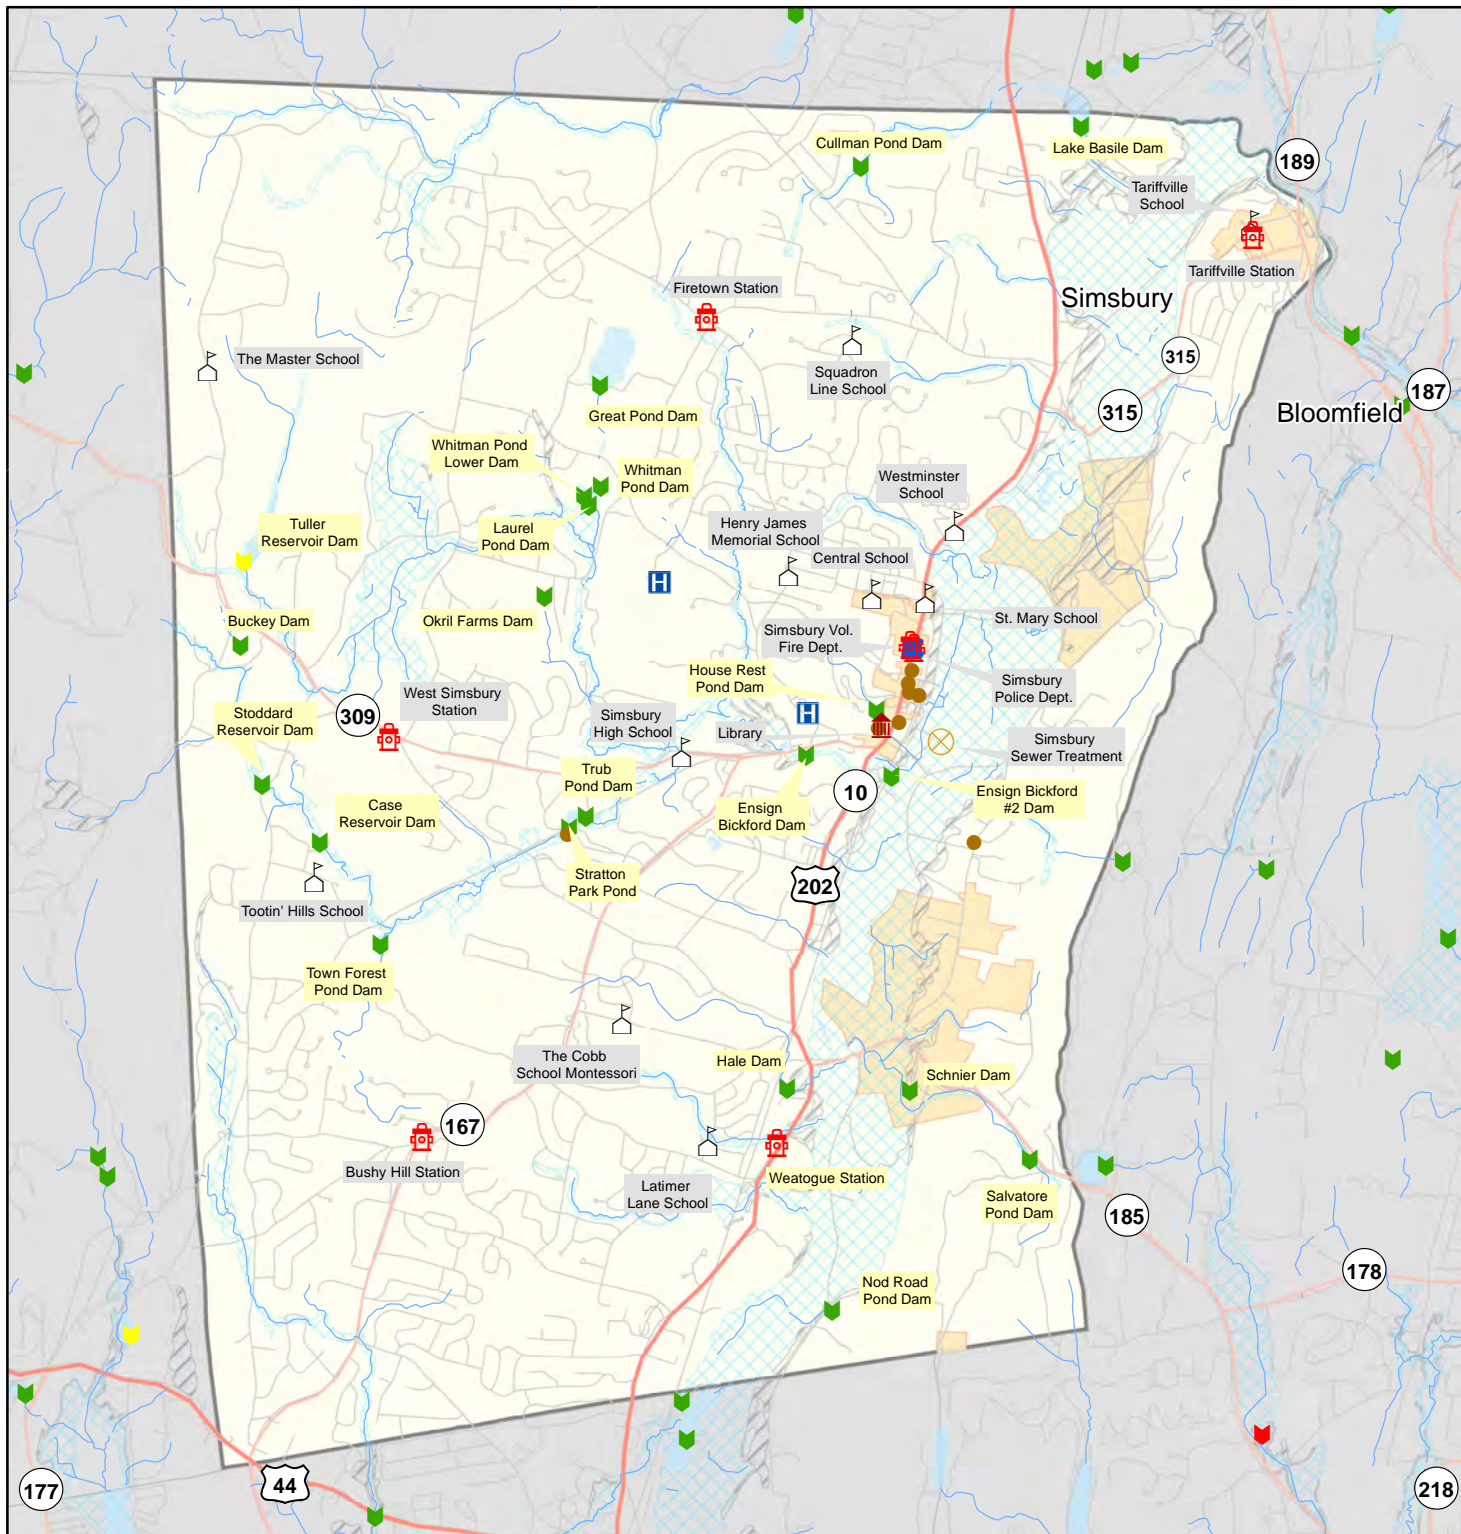 Cullman Pond Dam
Lake Basile Dam
189
Tariffville
School
Tariffville Station
Firetown Station
Simsbury
The Master School
Squadron
Line School
315
187
315
Bloomfield
Great Pond Dam
Whitman Pond
Lower Dam
Whitman
Pond Dam
Westminster
School
Tuller
Reservoir Dam
Laurel
Pond Dam
Henry James
Memorial School
Central School
Buckey Dam
Okril Farms Dam
St. Mary School
Simsbury Vol.
Fire Dept.
House Rest
Pond Dam
Simsbury
Police Dept.
West Simsbury
Station
309
Stoddard
Reservoir Dam
Simsbury
High School
Library
Simsbury
Sewer Treatment
Trub
Pond Dam
10
Ensign Bickford
#2 Dam
Case
Reservoir Dam
Ensign
Bickford Dam
Stratton
Park Pond
202
Tootin' Hills School
Town Forest
Pond Dam
The Cobb
School Montessori
Hale Dam
Schnier Dam
167
Bushy Hill Station
Latimer
Lane School
Weatogue Station
Salvatore
Pond Dam
185
178
Nod Road
Pond Dam
177
44
218
H
H